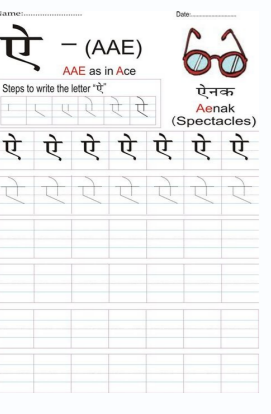 Name:............................ Date:......................
ऐ – (AAE)
AAE as in Ace
Steps to write the letter "ऐ"
ऐनक
Aenak
(Spectacles)
ऐ ऐ ऐ ऐ ऐ ऐ ऐ
ऐ ऐ ऐ ऐ ऐ ऐ ऐ